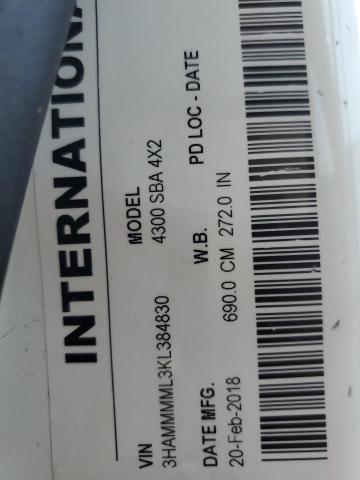 INTERNATIONA
VIN MODEL
3HAMMMML3KL384830 4300 SBA 4X2
DATE MFG. W.B. PD LOC - DATE
20-Feb-2018 690.0 CM 272.0 IN